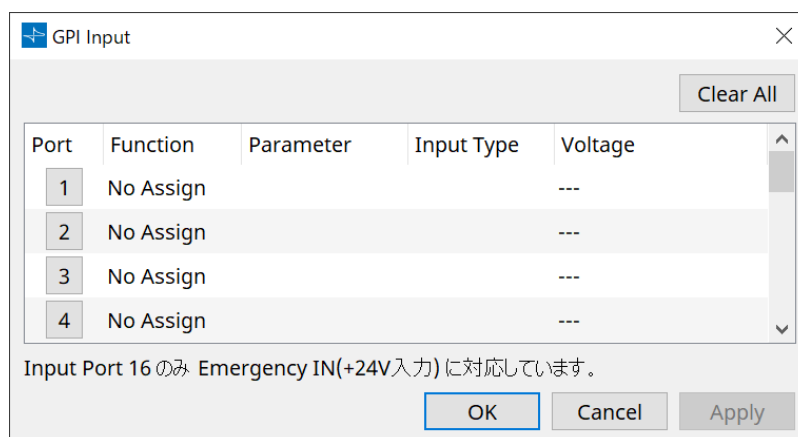 GPI Input
Clear All
Port Function Parameter Input Type Voltage
1 No Assign ---
2 No Assign ---
3 No Assign ---
4 No Assign ---
Input Port 16 のみ Emergency IN(+24V入力) に対応しています。
OK Cancel Apply